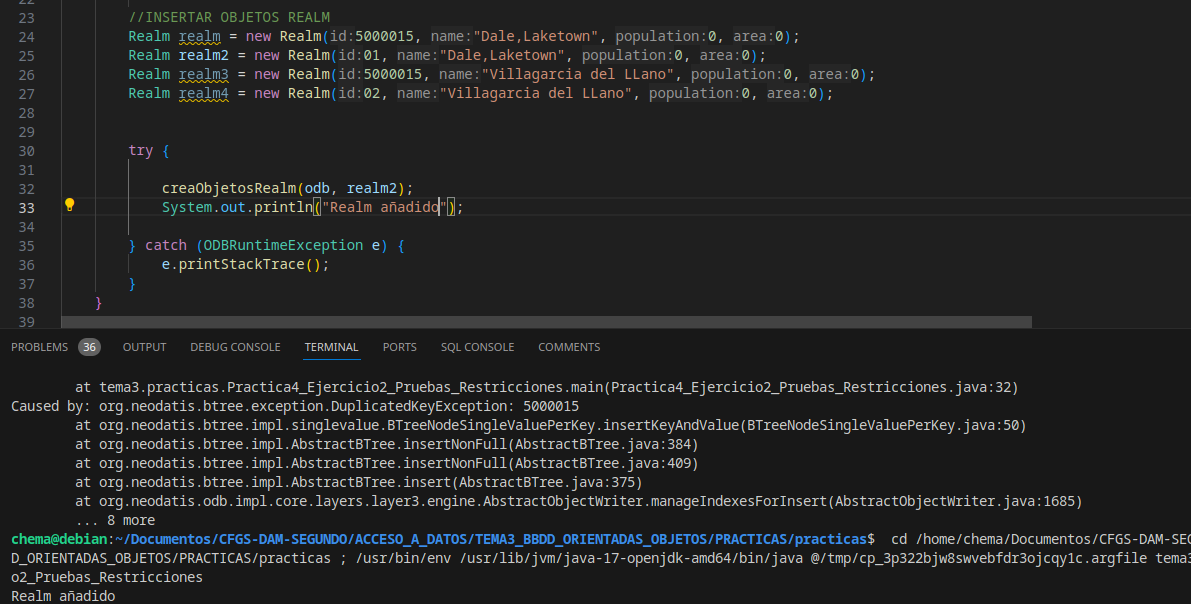 22
23 //INSERTAR OBJETOS REALM
24 Realm realm = new Realm(id:5000015, name:"Dale,Laketown", population:0, area:0);
25 Realm realm2 = new Realm(id:01, name:"Dale,Laketown", population:0, area:0);
26 Realm realm3 = new Realm(id:5000015, name:"Villagarcia del LLano", population:0, area:0);
27 Realm realm4 = new Realm(id:02, name:"Villagarcia del LLano", population:0, area:0);
28
29
30 try {
31
32 creaObjetosRealm(odb, realm2);
33 System.out.println("Realm añadido");
34
35 } catch (ODBRuntimeException e) {
36 e.printStackTrace();
37 }
38 }
39
PROBLEMS 36 OUTPUT DEBUG CONSOLE TERMINAL PORTS SQL CONSOLE COMMENTS
at tema3.practicas.Practica4_Ejercicio2_Pruebas_Restricciones.main(Practica4_Ejercicio2_Pruebas_Restricciones.java:32)
Caused by: org.neodatis.btree.exception.DuplicatedKeyException: 5000015
at org.neodatis.btree.impl.singlevalue.BTreeNodeSingleValuePerKey.insertKeyAndValue(BTreeNodeSingleValuePerKey.java:50)
at org.neodatis.btree.impl.AbstractBTree.insertNonFull(AbstractBTree.java:384)
at org.neodatis.btree.impl.AbstractBTree.insertNonFull(AbstractBTree.java:409)
at org.neodatis.btree.impl.AbstractBTree.insert(AbstractBTree.java:375)
at org.neodatis.odb.impl.core.layers.layer3.engine.AbstractObjectWriter.manageIndexesForInsert(AbstractObjectWriter.java:1685)
... 8 more
chema@debian:~/Documentos/CFGS-DAM-SEGUNDO/ACCESO_A_DATOS/TEMA3_BBDD_ORIENTADAS_OBJETOS/PRACTICAS/practicas$ cd /home/chema/Documentos/CFGS-DAM-SEG
D_ORIENTADAS_OBJETOS/PRACTICAS/practicas ; /usr/bin/env /usr/lib/jvm/java-17-openjdk-amd64/bin/java @/tmp/cp_3p322bjw8swvebfdr3ojcqy1c.argfile tema3
o2_Pruebas_Restricciones
Realm añadido